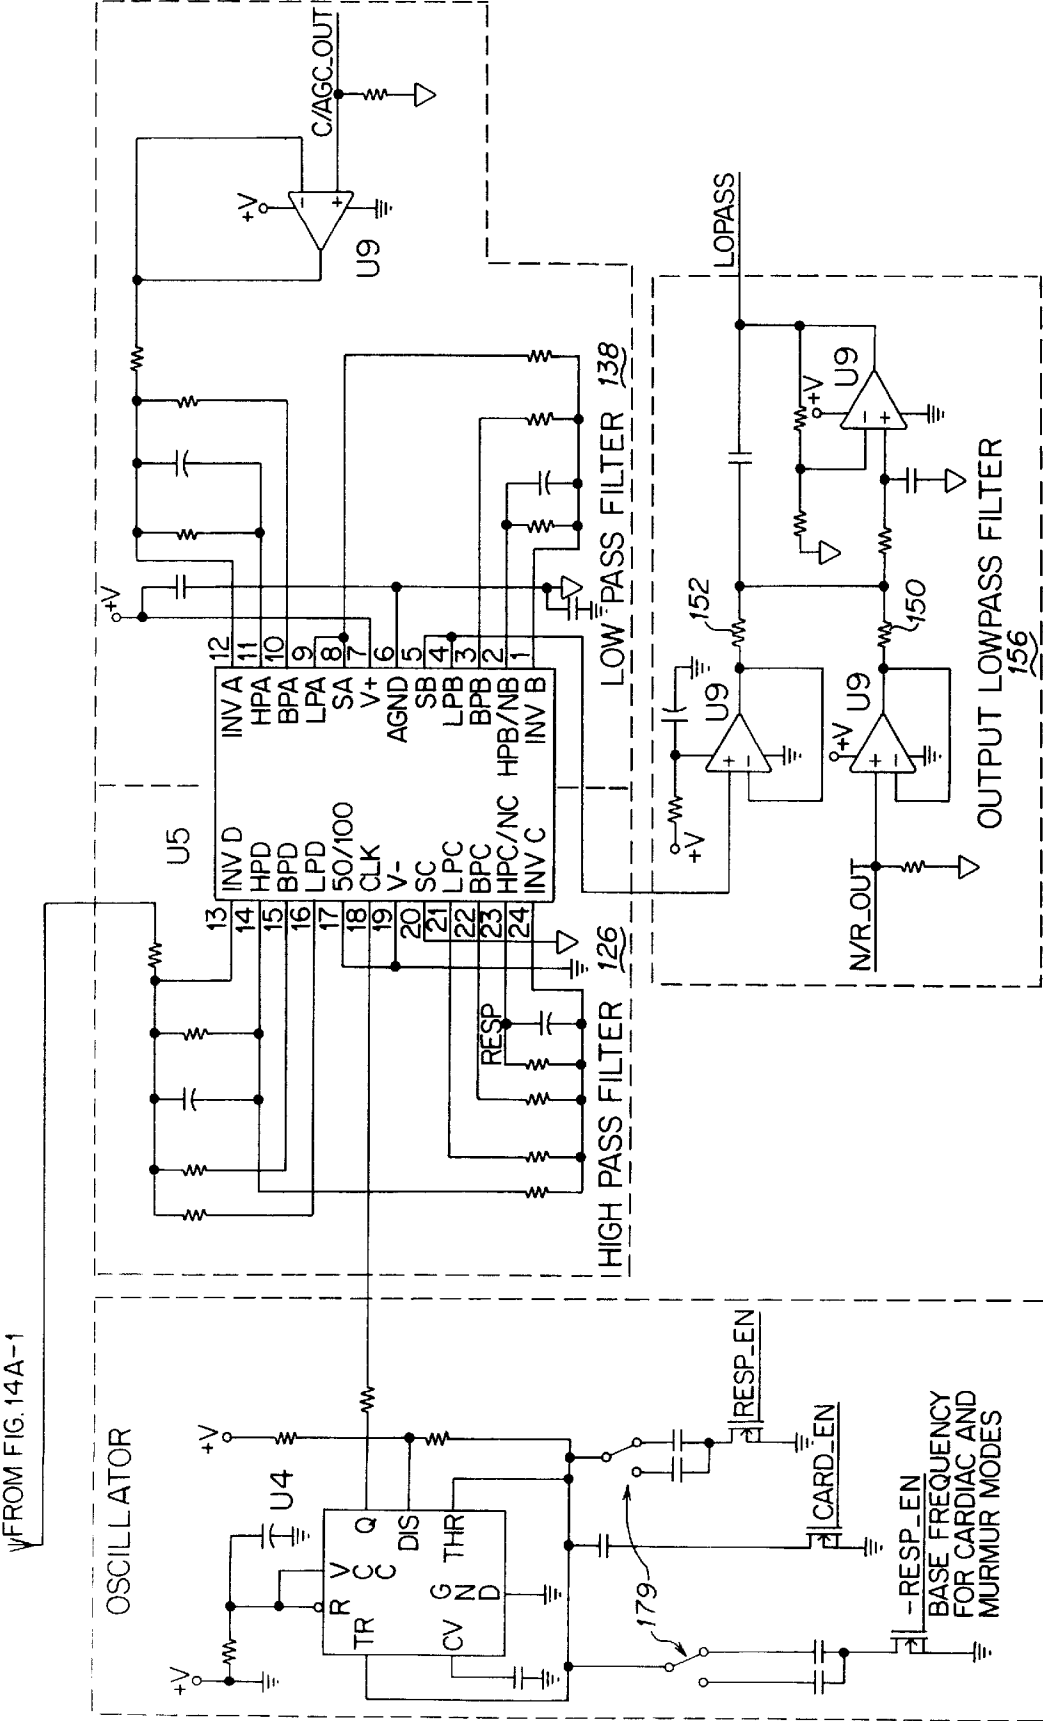 FROM FIG. 14A-1
OSCILLATOR
+V
+V
U4
R
V
C
C
Q
DIS
THR
TR
CV
G
N
D
179
RESP_EN
CARD_EN
-RESP_EN
BASE FREQUENCY
FOR CARDIAC AND
MURMUR MODES
HIGH PASS FILTER 126
RESP
U5
13 INV D
14 HPD
15 BPD
16 LPD
17 50/100
18 CLK
19 V-
20 SC
21 LPC
22 BPC
23 HPC/NC
24 INV C
INV A 12
HPA 11
BPA 10
LPA 9
SA 8
V+ 7
AGND 6
SB 5
LPB 4
BPB 3
HPB/NB 2
INV B 1
+V
LOW PASS FILTER 138
+V
-
+
U9
C/AGC_OUT
N/R_OUT
+V
+
-
U9
152
+V
+
-
U9
150
+V
-
+
U9
LOPASS
OUTPUT LOWPASS FILTER
156